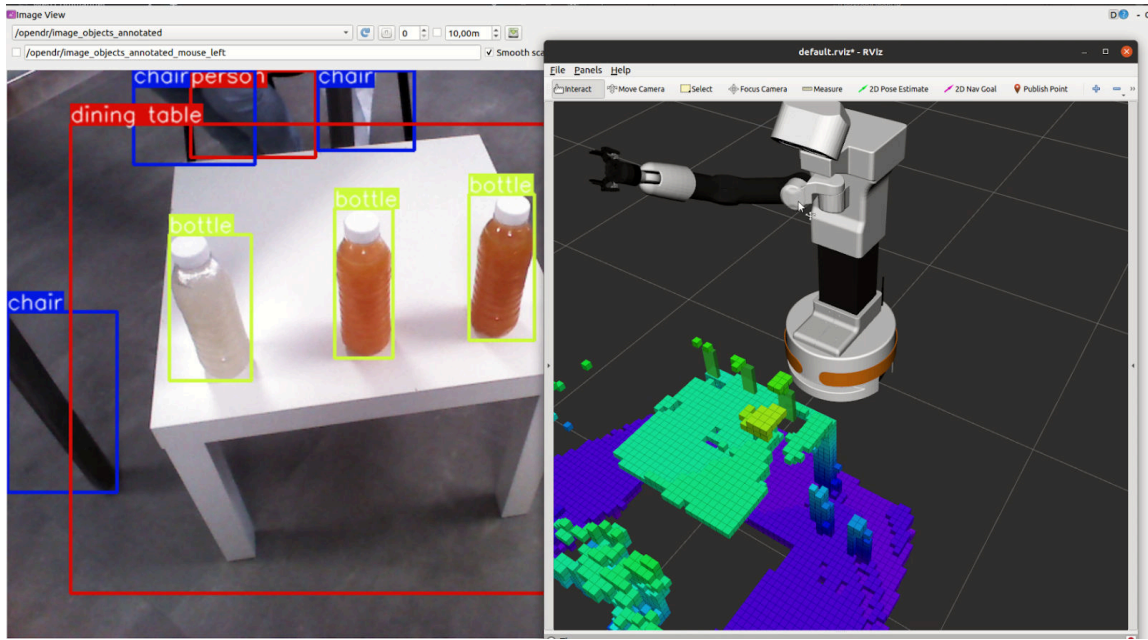 Image View
D
/opendr/image_objects_annotated
0
10,00m
/opendr/image_objects_annotated_mouse_left
Smooth sca
default.rviz* - RViz
File Panels Help
Interact Move Camera Select Focus Camera Measure 2D Pose Estimate 2D Nav Goal Publish Point
chair person chair
dining table
bottle
bottle
bottle
chair